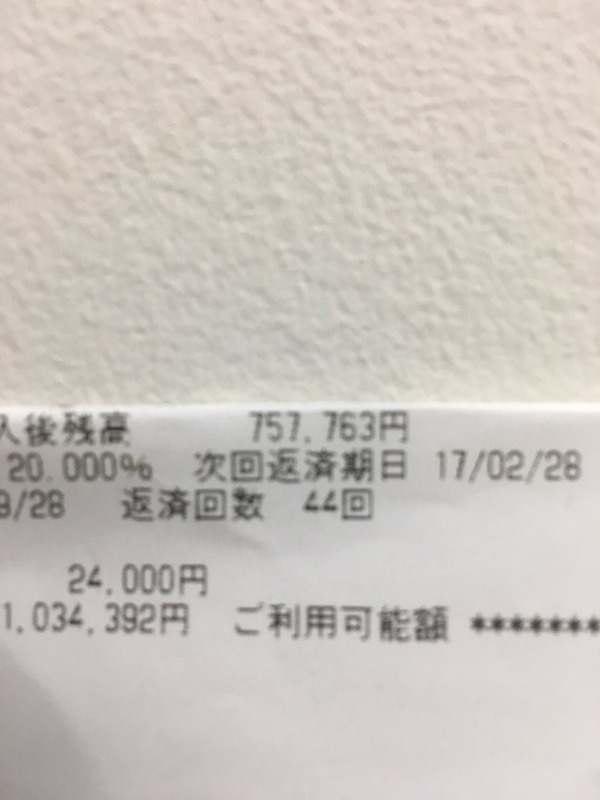 入後残高 757,763円
20.000% 次回返済期日 17/02/28
9/28 返済回数 44回
24,000円
1,034,392円 ご利用可能額 *******